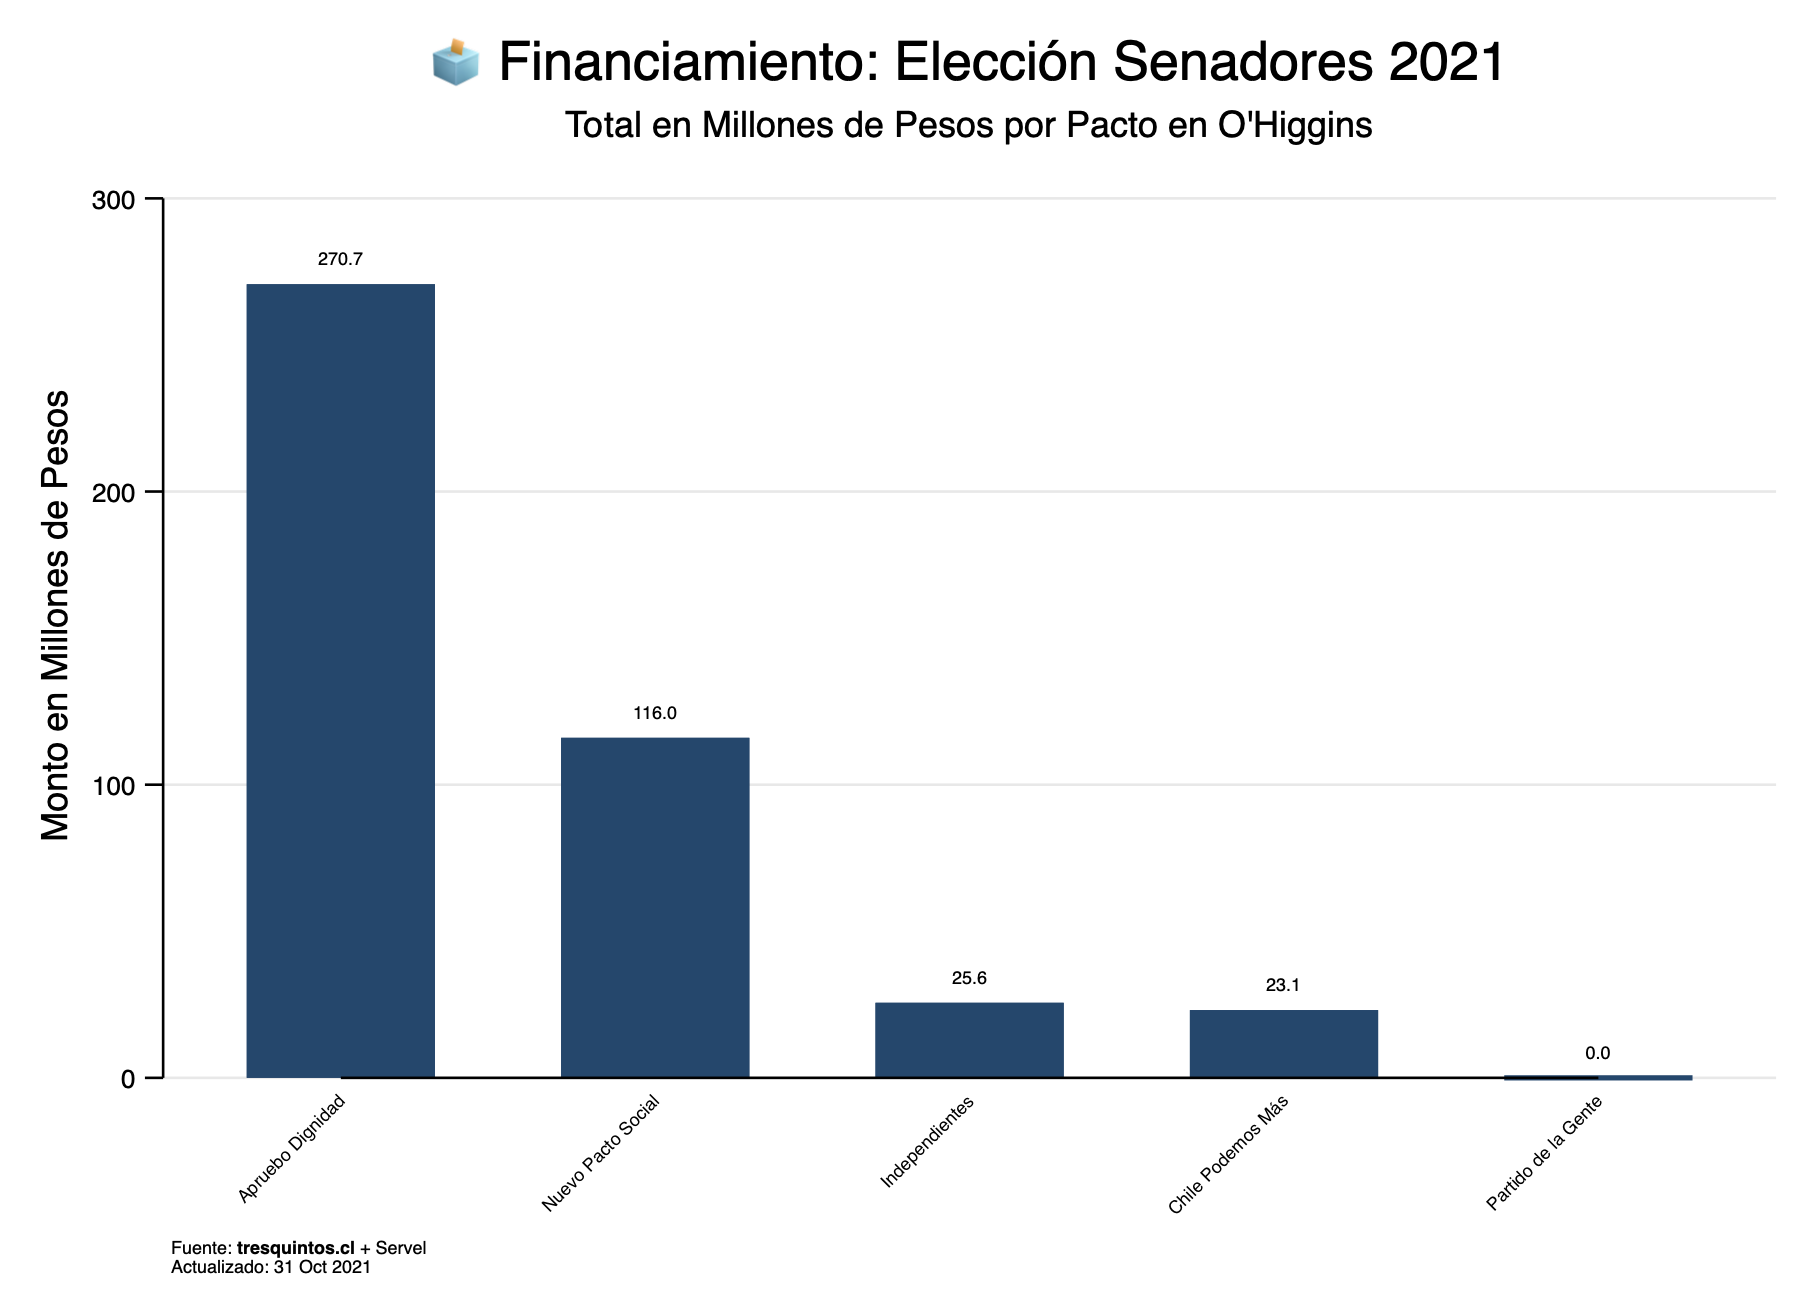 Financiamiento: Elección Senadores 2021
Total en Millones de Pesos por Pacto en O'Higgins
Monto en Millones de Pesos
300
200
100
0
270.7
116.0
25.6
23.1
0.0
Apruebo Dignidad
Nuevo Pacto Social
Independientes
Chile Podemos Más
Partido de la Gente
Fuente: tresquintos.cl + Servel
Actualizado: 31 Oct 2021